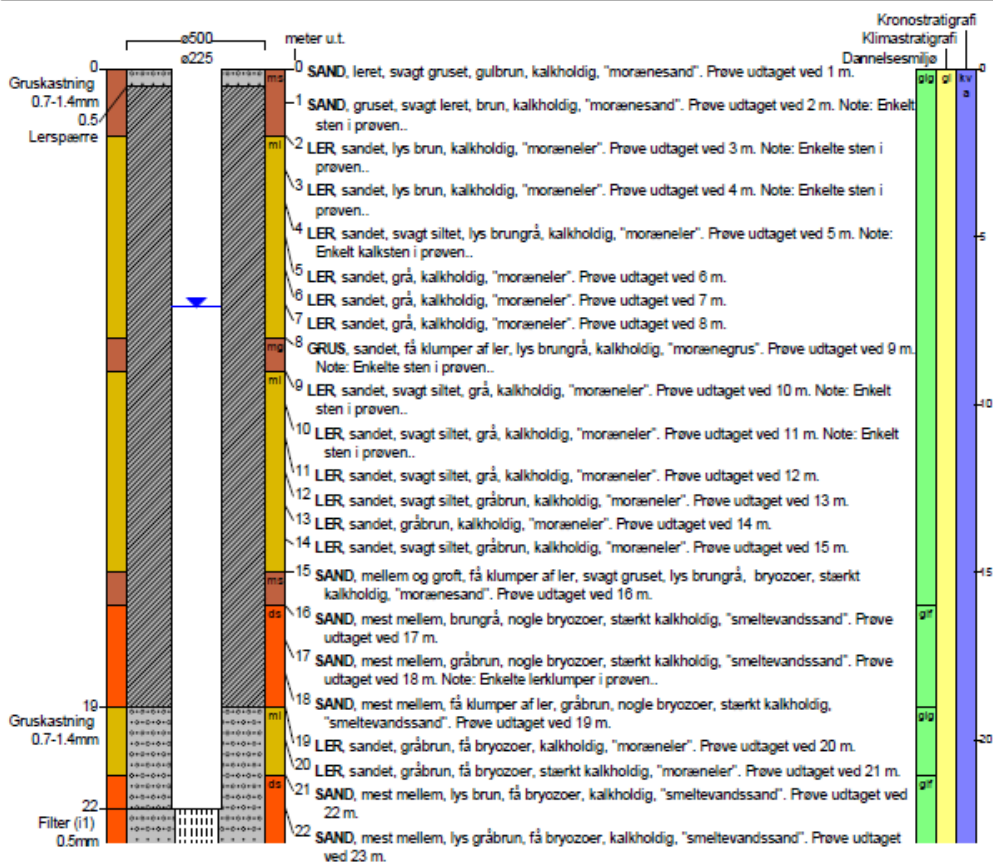 Kronostratigrafi
Klimastratigrafi
Dannelsesmiljø
ø500
ø225
meter u.t.
0
Gruskastning
0.7-1.4mm
0.5
Lerspærre
ms
0 SAND, leret, svagt gruset, gulbrun, kalkholdig, "morænesand". Prøve udtaget ved 1 m.
glg
gl
kv
a
1 SAND, gruset, svagt leret, brun, kalkholdig, "morænesand". Prøve udtaget ved 2 m. Note: Enkelt
sten i prøven..
ml
2 LER, sandet, lys brun, kalkholdig, "moræneler". Prøve udtaget ved 3 m. Note: Enkelte sten i
prøven..
3 LER, sandet, lys brun, kalkholdig, "moræneler". Prøve udtaget ved 4 m. Note: Enkelte sten i
prøven..
4 LER, sandet, svagt siltet, lys brungrå, kalkholdig, "moræneler". Prøve udtaget ved 5 m. Note:
Enkelt kalksten i prøven..
5
5 LER, sandet, grå, kalkholdig, "moræneler". Prøve udtaget ved 6 m.
6 LER, sandet, grå, kalkholdig, "moræneler". Prøve udtaget ved 7 m.
7 LER, sandet, grå, kalkholdig, "moræneler". Prøve udtaget ved 8 m.
mg
8 GRUS, sandet, få klumper af ler, lys brungrå, kalkholdig, "morænegrus". Prøve udtaget ved 9 m.
Note: Enkelte sten i prøven..
ml
9 LER, sandet, svagt siltet, grå, kalkholdig, "moræneler". Prøve udtaget ved 10 m. Note: Enkelt
sten i prøven..
10
10 LER, sandet, svagt siltet, grå, kalkholdig, "moræneler". Prøve udtaget ved 11 m. Note: Enkelt
sten i prøven..
11 LER, sandet, svagt siltet, grå, kalkholdig, "moræneler". Prøve udtaget ved 12 m.
12 LER, sandet, svagt siltet, gråbrun, kalkholdig, "moræneler". Prøve udtaget ved 13 m.
13 LER, sandet, gråbrun, kalkholdig, "moræneler". Prøve udtaget ved 14 m.
14 LER, sandet, svagt siltet, gråbrun, kalkholdig, "moræneler". Prøve udtaget ved 15 m.
ms
15 SAND, mellem og groft, få klumper af ler, svagt gruset, lys brungrå, bryozoer, stærkt
kalkholdig, "morænesand". Prøve udtaget ved 16 m.
15
ds
16 SAND, mest mellem, brungrå, nogle bryozoer, stærkt kalkholdig, "smeltevandssand". Prøve
udtaget ved 17 m.
glf
17 SAND, mest mellem, gråbrun, nogle bryozoer, stærkt kalkholdig, "smeltevandssand". Prøve
udtaget ved 18 m. Note: Enkelte lerklumper i prøven..
18 SAND, mest mellem, få klumper af ler, gråbrun, nogle bryozoer, stærkt kalkholdig,
"smeltevandssand". Prøve udtaget ved 19 m.
19
Gruskastning
0.7-1.4mm
ml
glg
19 LER, sandet, gråbrun, få bryozoer, kalkholdig, "moræneler". Prøve udtaget ved 20 m.
20
20 LER, sandet, gråbrun, få bryozoer, stærkt kalkholdig, "moræneler". Prøve udtaget ved 21 m.
ds
glf
21 SAND, mest mellem, lys brun, få bryozoer, kalkholdig, "smeltevandssand". Prøve udtaget ved
22 m.
22
Filter (i1)
0.5mm
22 SAND, mest mellem, lys gråbrun, få bryozoer, kalkholdig, "smeltevandssand". Prøve udtaget
ved 23 m.